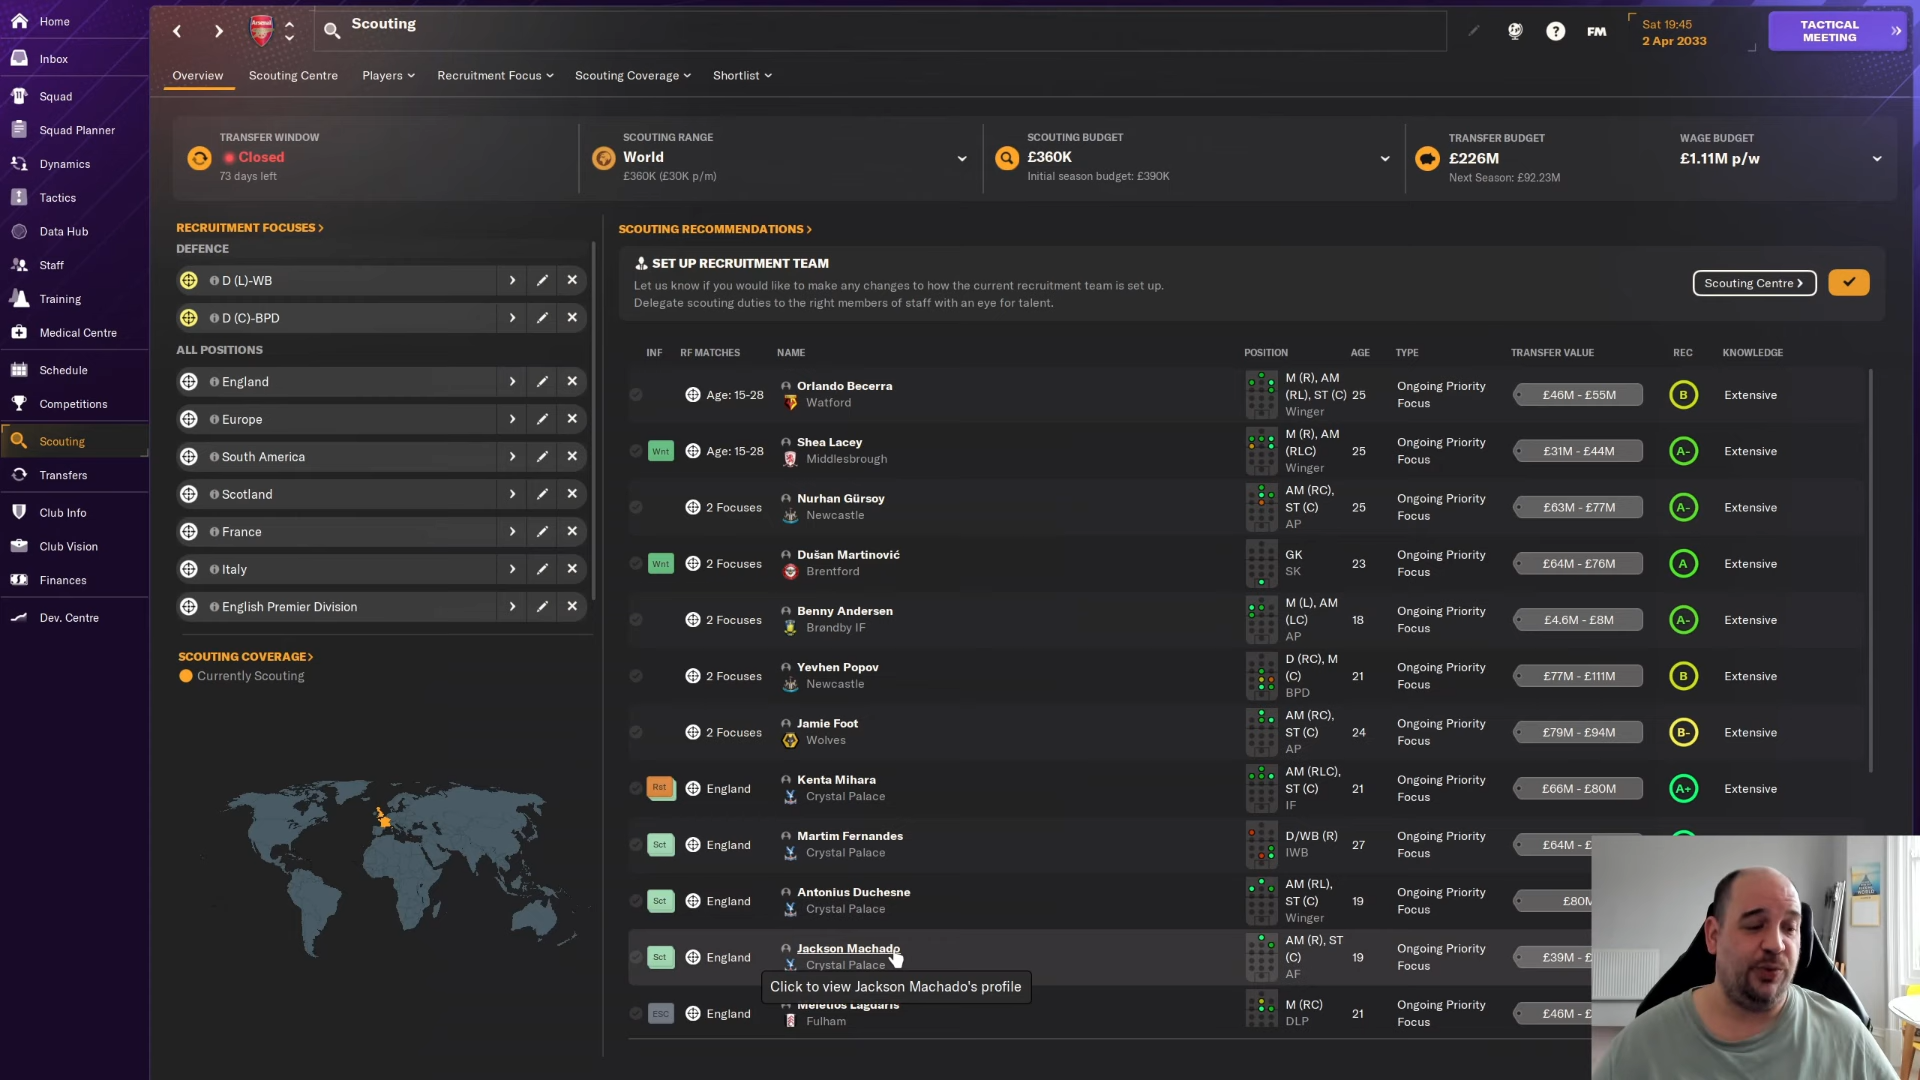 Home
Inbox
Squad
Squad Planner
Dynamics
Tactics
Data Hub
Staff
Training
Medical Centre
Schedule
Competitions
Scouting
Transfers
Club Info
Club Vision
Finances
Dev. Centre
Arsenal
Scouting
FM
Sat 19:45
2 Apr 2033
TACTICAL
MEETING
Overview
Scouting Centre
Players
Recruitment Focus
Scouting Coverage
Shortlist
TRANSFER WINDOW
Closed
73 days left
SCOUTING RANGE
World
£360K (£30K p/m)
SCOUTING BUDGET
£360K
Initial season budget: £390K
TRANSFER BUDGET
£226M
Next Season: £92.23M
WAGE BUDGET
£1.11M p/w
RECRUITMENT FOCUSES >
DEFENCE
D (L)-WB
D (C)-BPD
ALL POSITIONS
England
Europe
South America
Scotland
France
Italy
English Premier Division
SCOUTING COVERAGE >
Currently Scouting
SCOUTING RECOMMENDATIONS >
SET UP RECRUITMENT TEAM
Let us know if you would like to make any changes to how the current recruitment team is set up.
Delegate scouting duties to the right members of staff with an eye for talent.
Scouting Centre >
INF RF MATCHES NAME POSITION AGE TYPE TRANSFER VALUE REC KNOWLEDGE
Age: 15-28 Orlando Becerra Watford M (R), AM (RL), ST (C) Winger 25 Ongoing Priority Focus £46M - £55M B Extensive
Wnt Age: 15-28 Shea Lacey Middlesbrough M (R), AM (RLC) Winger 25 Ongoing Priority Focus £31M - £44M A- Extensive
2 Focuses Nurhan Gürsoy Newcastle AM (RC), ST (C) AP 25 Ongoing Priority Focus £63M - £77M A- Extensive
Wnt 2 Focuses Dušan Martinović Brentford GK SK 23 Ongoing Priority Focus £64M - £76M A Extensive
2 Focuses Benny Andersen Brøndby IF M (L), AM (LC) AP 18 Ongoing Priority Focus £4.6M - £8M A- Extensive
2 Focuses Yevhen Popov Newcastle D (RC), M (C) BPD 21 Ongoing Priority Focus £77M - £111M B Extensive
2 Focuses Jamie Foot Wolves AM (RC), ST (C) AP 24 Ongoing Priority Focus £79M - £94M B- Extensive
Rst England Kenta Mihara Crystal Palace AM (RLC), ST (C) IF 21 Ongoing Priority Focus £66M - £80M A+ Extensive
Sct England Martim Fernandes Crystal Palace D/WB (R) IWB 27 Ongoing Priority Focus £64M - £
Sct England Antonius Duchesne Crystal Palace AM (RL), ST (C) Winger 19 Ongoing Priority Focus £80M
Sct England Jackson Machado Crystal Palace AM (R), ST (C) AF 19 Ongoing Priority Focus £39M - £
Click to view Jackson Machado's profile
ESC England Fulham M (RC) DLP 21 Ongoing Priority Focus £46M - £